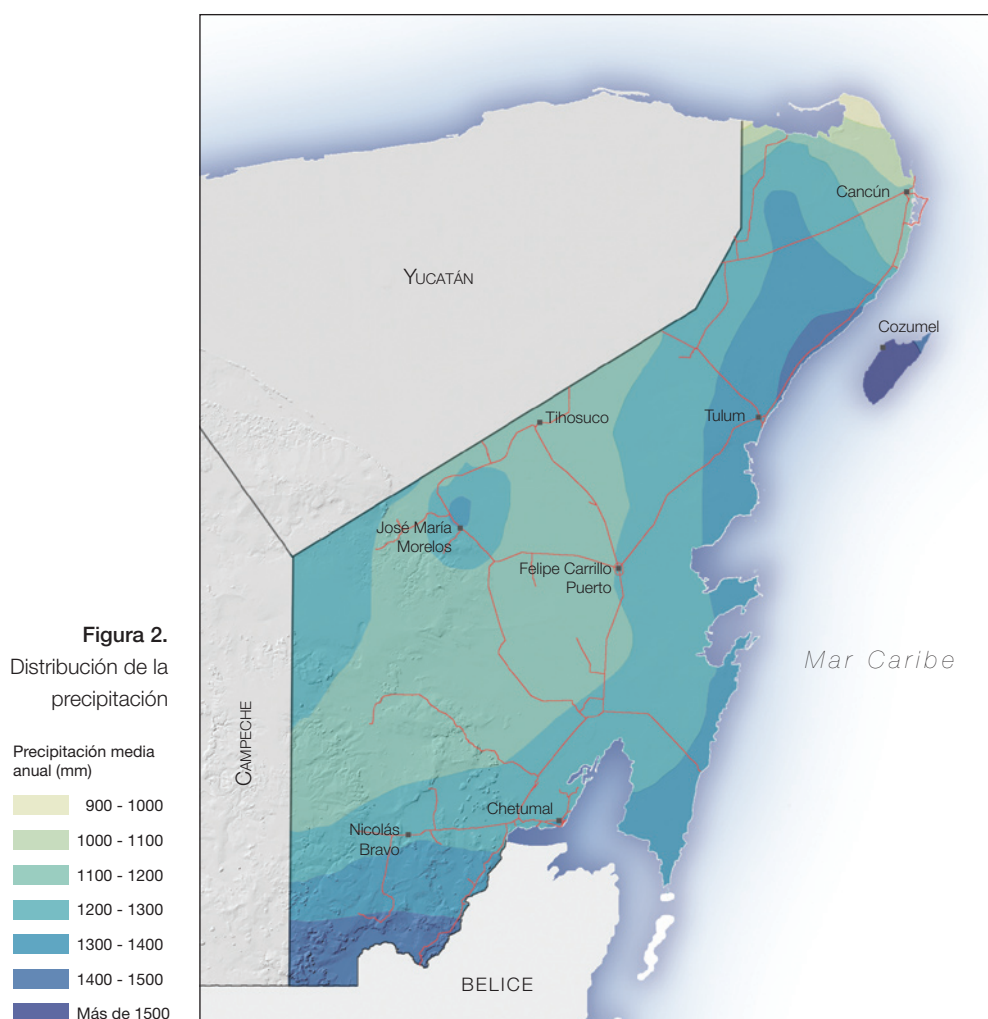 Cancún
YUCATÁN
Cozumel
Tihosuco
Tulum
José María
Morelos
Felipe Carrillo
Puerto
Figura 2.
Distribución de la
precipitación
Mar Caribe
CAMPECHE
Precipitación media
anual (mm)
900 - 1000
1000 - 1100
1100 - 1200
1200 - 1300
1300 - 1400
1400 - 1500
Más de 1500
Chetumal
Nicolás
Bravo
BELICE